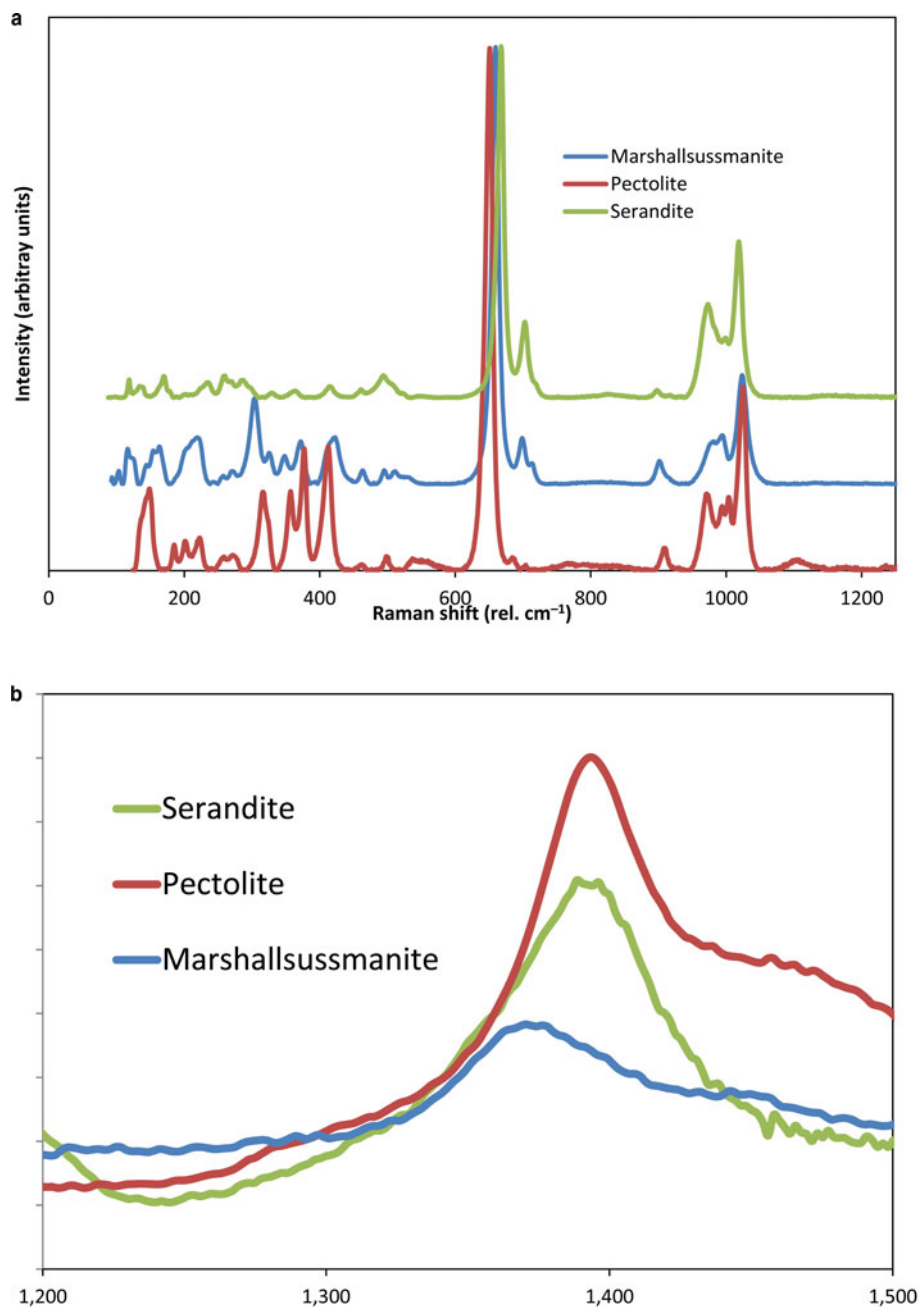 a
Intensity (arbitray units)
Marshallsussmanite
Pectolite
Serandite
0 200 400 600 800 1000 1200
Raman shift (rel. cm⁻¹)
b
Serandite
Pectolite
Marshallsussmanite
1,200 1,300 1,400 1,500